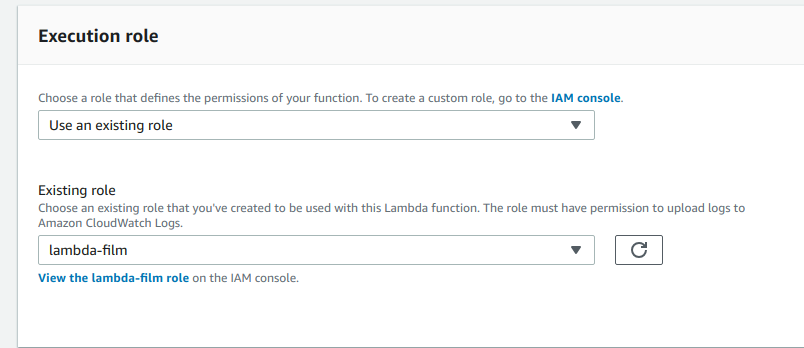 Execution role
Choose a role that defines the permissions of your function. To create a custom role, go to the IAM console.
Use an existing role
Existing role
Choose an existing role that you've created to be used with this Lambda function. The role must have permission to upload logs to
Amazon CloudWatch Logs.
lambda-film
View the lambda-film role on the IAM console.